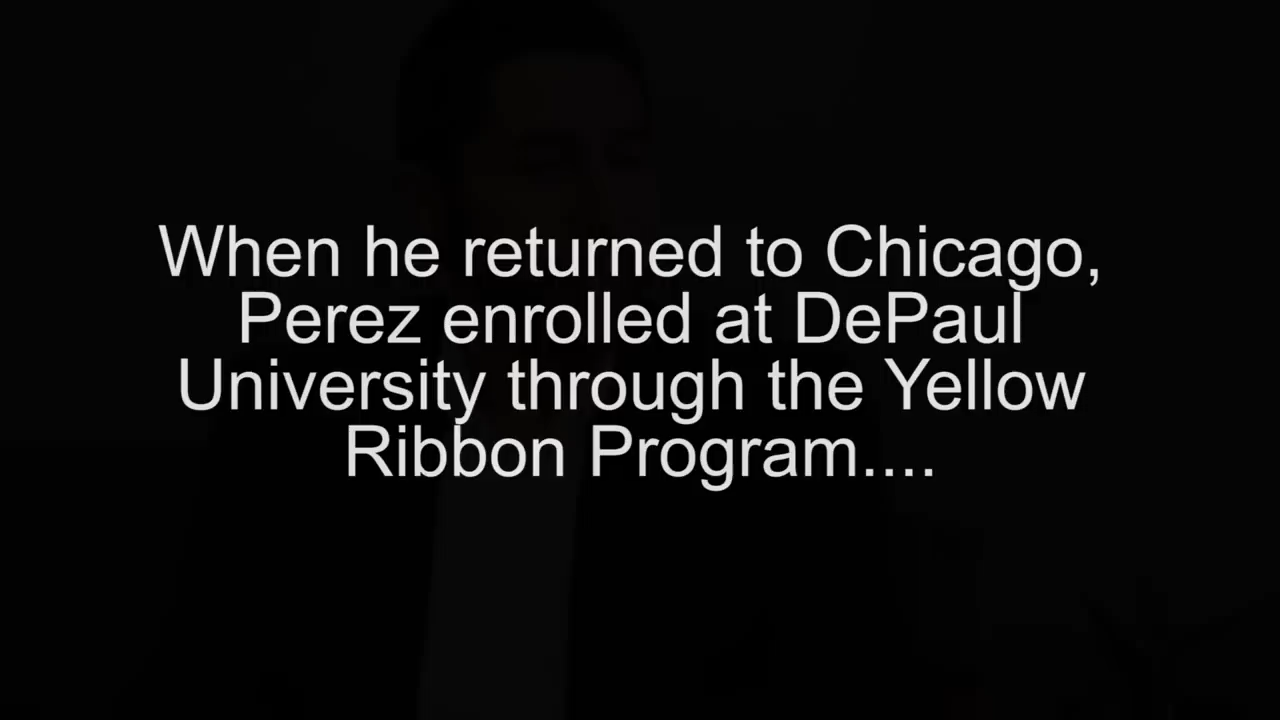 When he returned to Chicago,
Perez enrolled at DePaul
University through the Yellow
Ribbon Program....